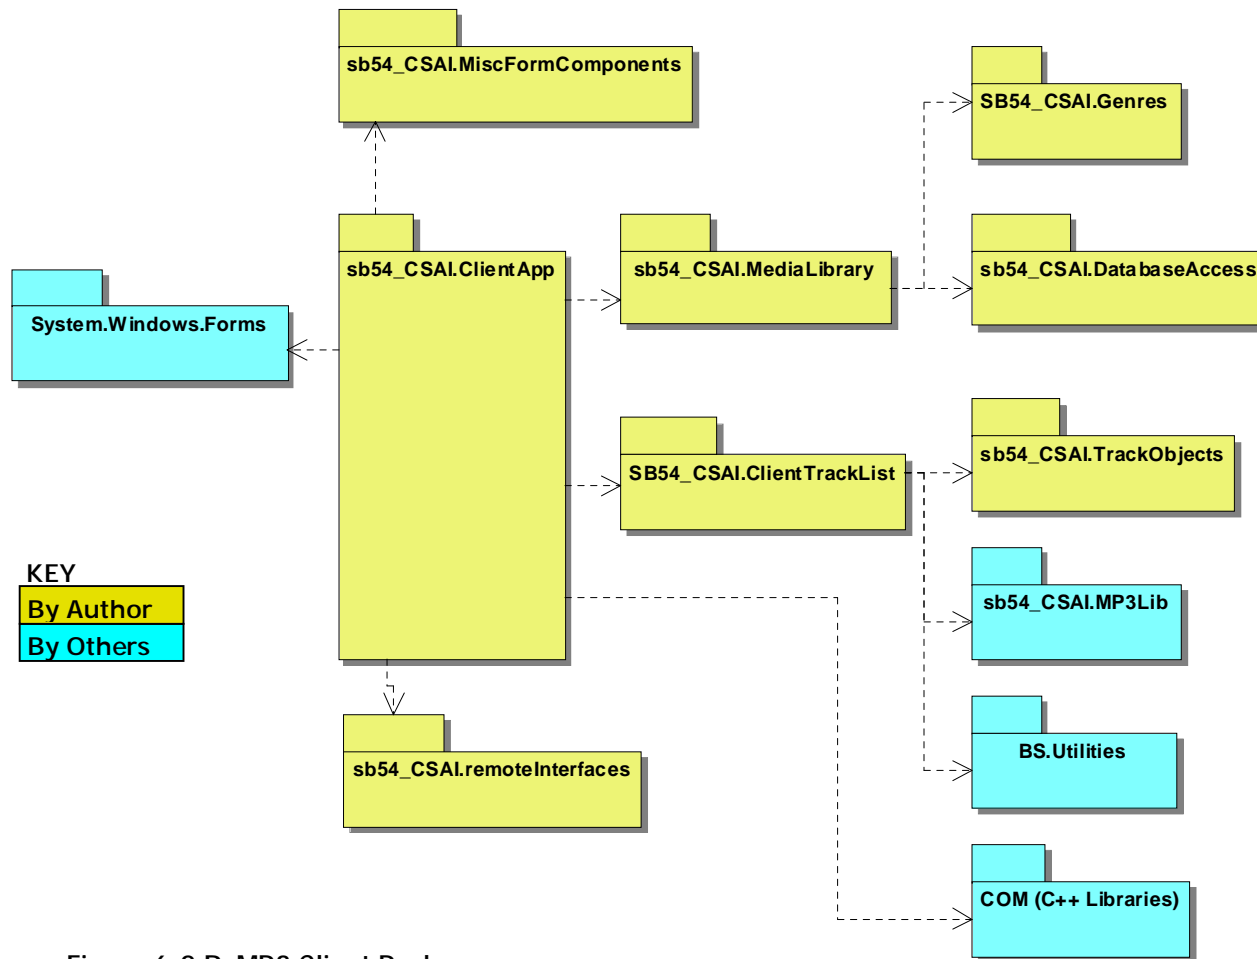 sb54_CSAI.MiscFormComponents
SB54_CSAI.Genres
sb54_CSAI.ClientApp
sb54_CSAI.MediaLibrary
sb54_CSAI.DatabaseAccess
System.Windows.Forms
SB54_CSAI.ClientTrackList
sb54_CSAI.TrackObjects
KEY
By Author
By Others
sb54_CSAI.MP3Lib
sb54_CSAI.remoteInterfaces
BS.Utilities
COM (C++ Libraries)